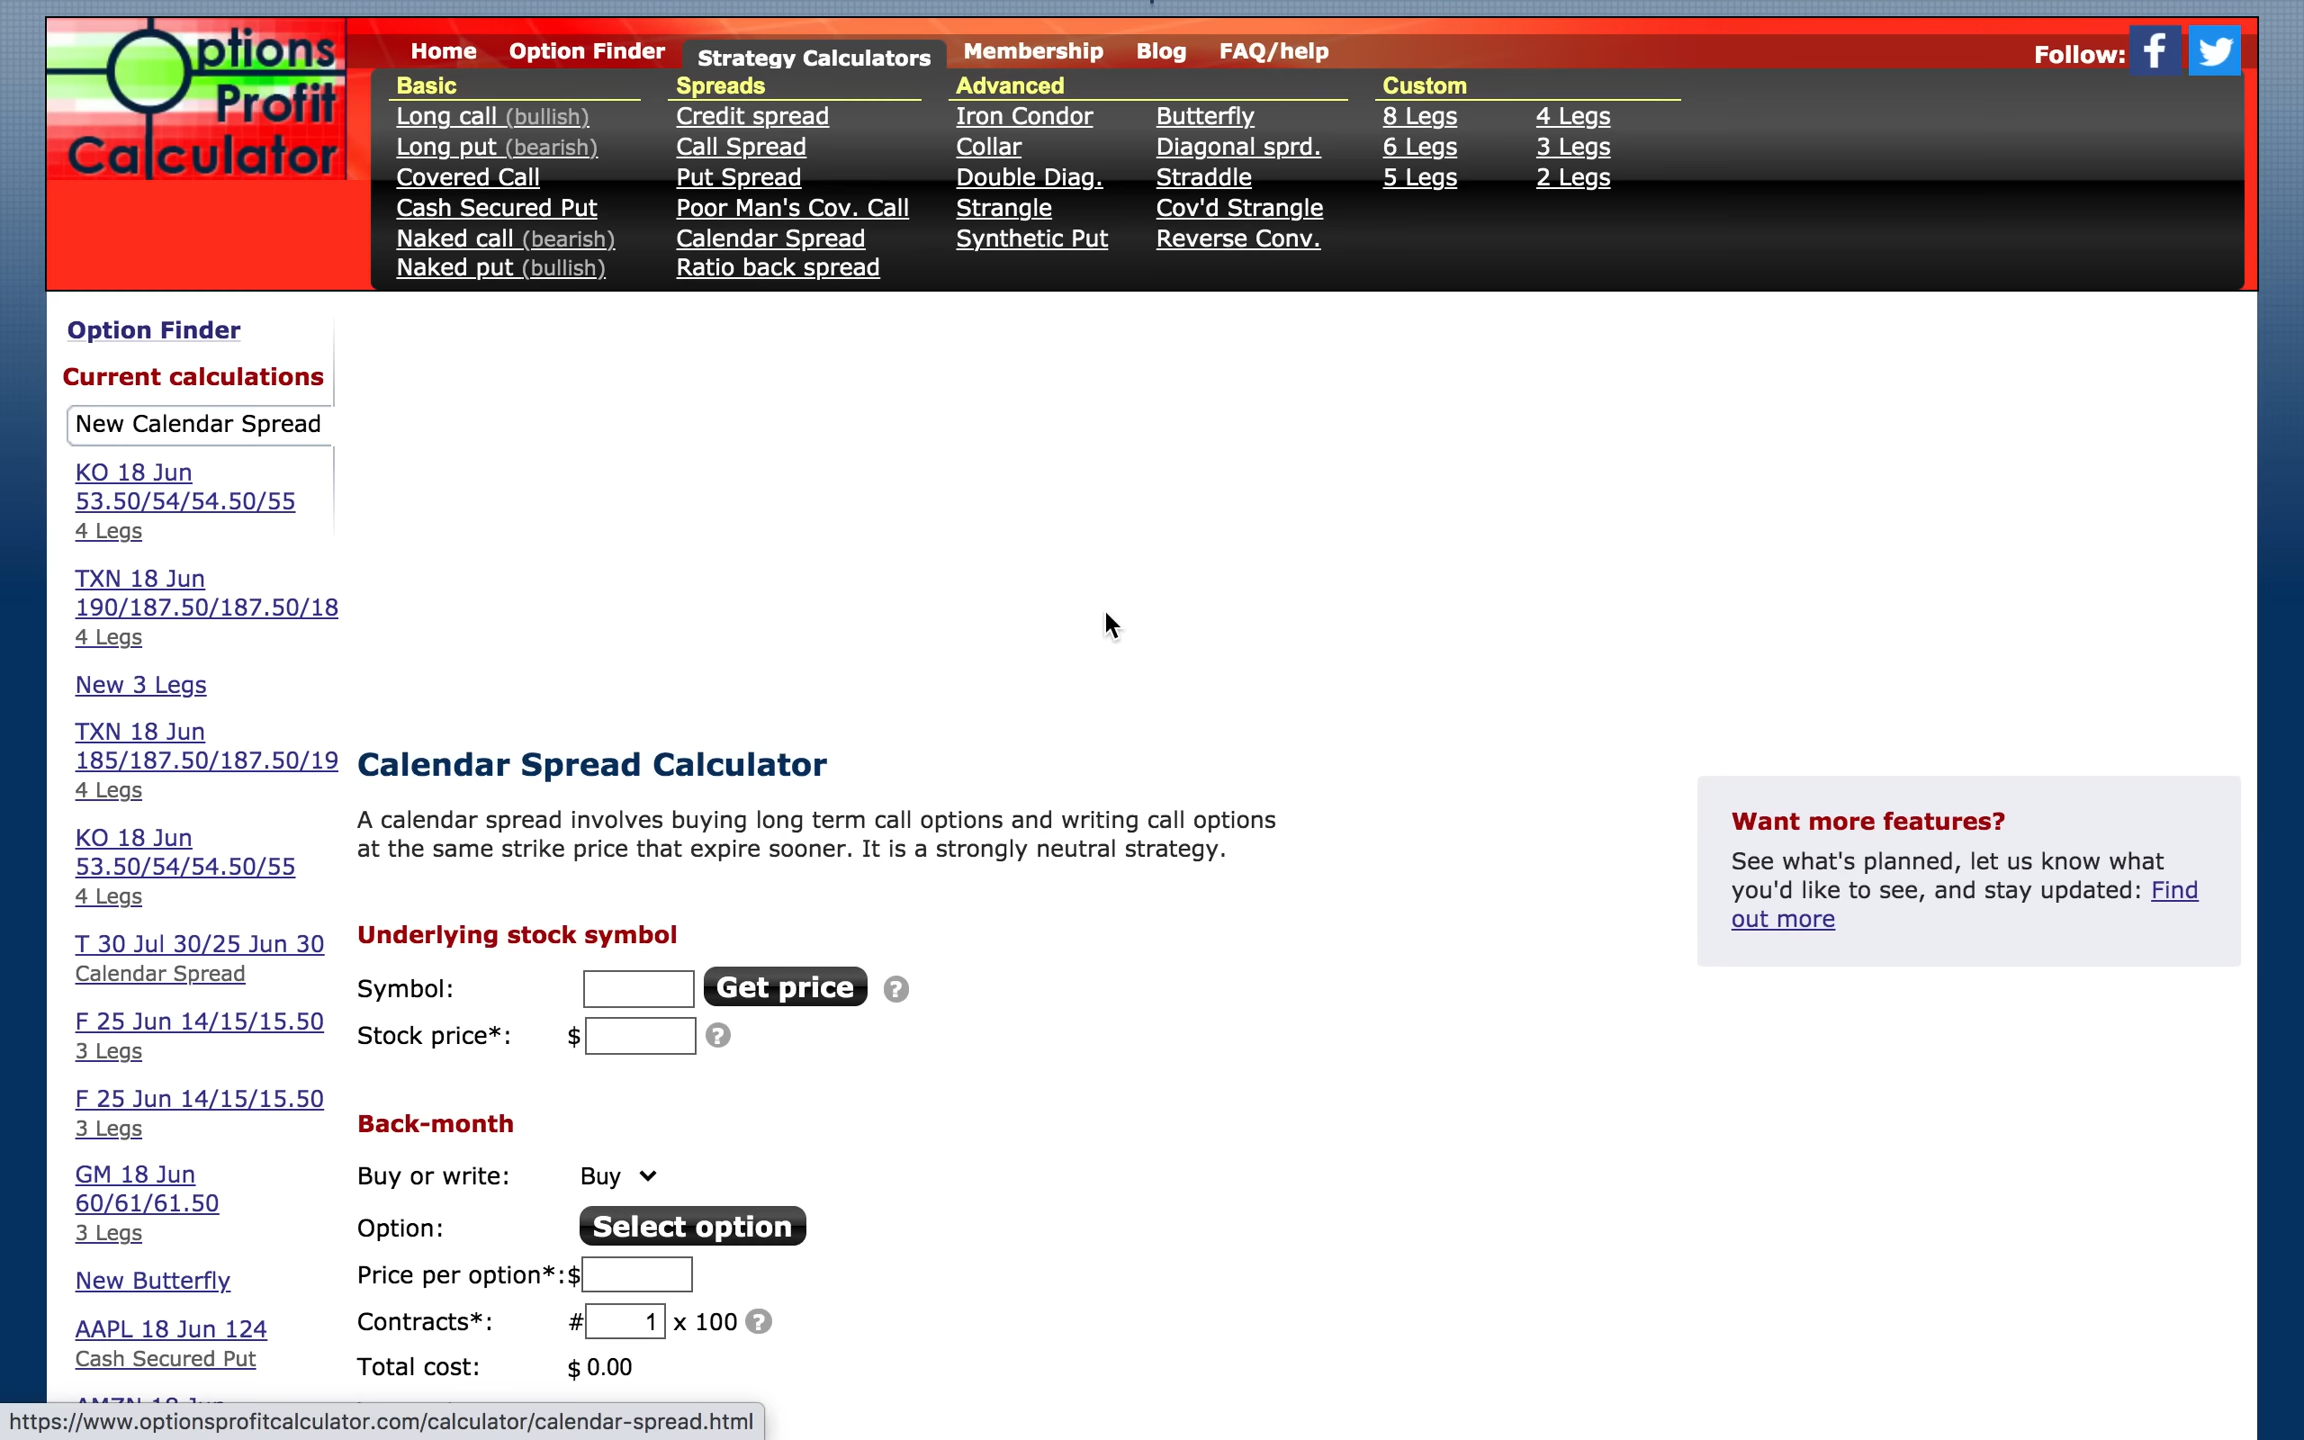 Options
Profit
Calculator
Home Option Finder Strategy Calculators Membership Blog FAQ/help
Follow:
Basic
Long call (bullish)
Long put (bearish)
Covered Call
Cash Secured Put
Naked call (bearish)
Naked put (bullish)
Spreads
Credit spread
Call Spread
Put Spread
Poor Man's Cov. Call
Calendar Spread
Ratio back spread
Advanced
Iron Condor Butterfly
Collar Diagonal sprd.
Double Diag. Straddle
Strangle Cov'd Strangle
Synthetic Put Reverse Conv.
Custom
8 Legs 4 Legs
6 Legs 3 Legs
5 Legs 2 Legs
Option Finder
Current calculations
New Calendar Spread
KO 18 Jun
53.50/54/54.50/55
4 Legs
TXN 18 Jun
190/187.50/187.50/18
4 Legs
New 3 Legs
TXN 18 Jun
185/187.50/187.50/19
4 Legs
KO 18 Jun
53.50/54/54.50/55
4 Legs
T 30 Jul 30/25 Jun 30
Calendar Spread
F 25 Jun 14/15/15.50
3 Legs
F 25 Jun 14/15/15.50
3 Legs
GM 18 Jun
60/61/61.50
3 Legs
New Butterfly
AAPL 18 Jun 124
Cash Secured Put
Calendar Spread Calculator
A calendar spread involves buying long term call options and writing call options
at the same strike price that expire sooner. It is a strongly neutral strategy.
Underlying stock symbol
Symbol: Get price ?
Stock price*: $ ?
Back-month
Buy or write: Buy
Option: Select option
Price per option*:$
Contracts*: # 1 x 100 ?
Total cost: $ 0.00
Want more features?
See what's planned, let us know what
you'd like to see, and stay updated: Find
out more
https://www.optionsprofitcalculator.com/calculator/calendar-spread.html